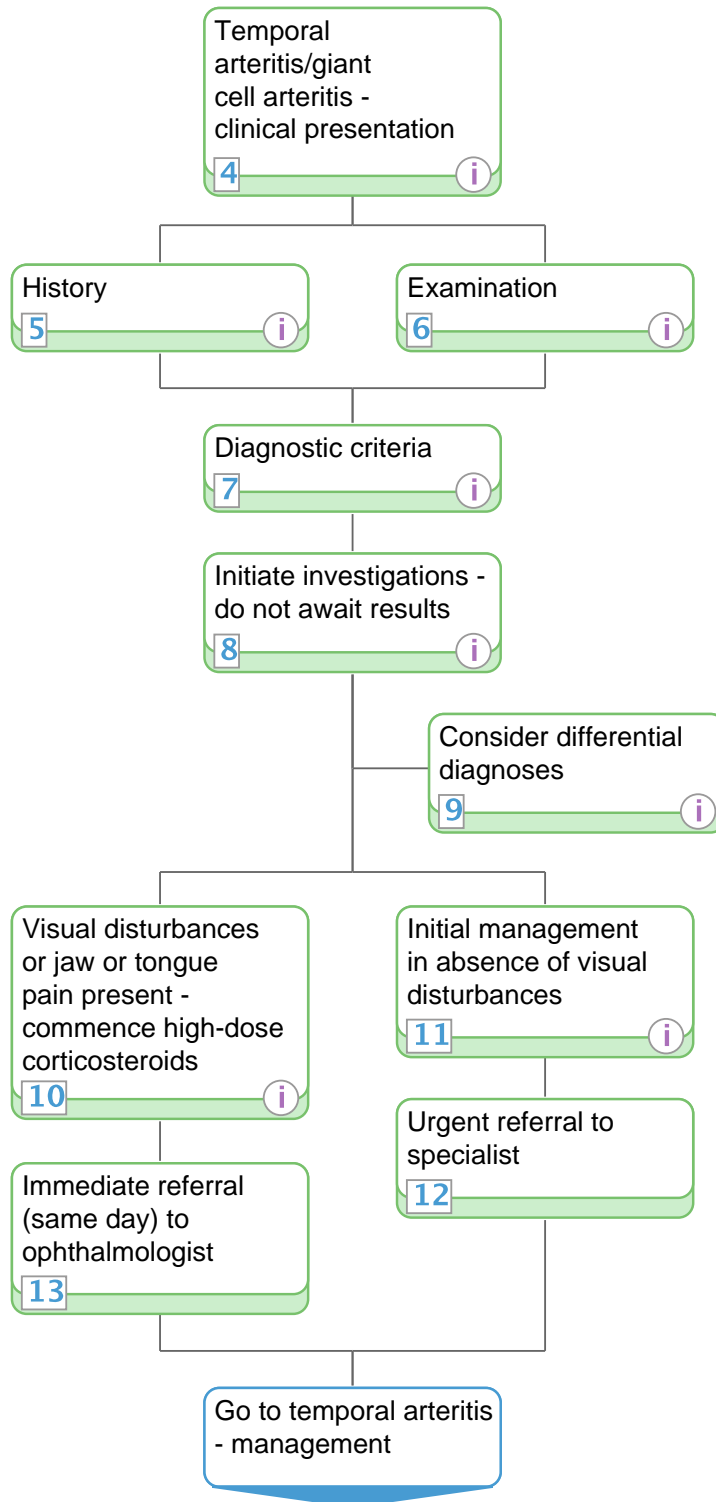 Temporal
arteritis/giant
cell arteritis -
clinical presentation
4
i
History
5
i
Examination
6
i
Diagnostic criteria
7
i
Initiate investigations -
do not await results
8
i
Consider differential
diagnoses
9
i
Visual disturbances
or jaw or tongue
pain present -
commence high-dose
corticosteroids
10
i
Initial management
in absence of visual
disturbances
11
i
Urgent referral to
specialist
12
Immediate referral
(same day) to
ophthalmologist
13
Go to temporal arteritis
- management